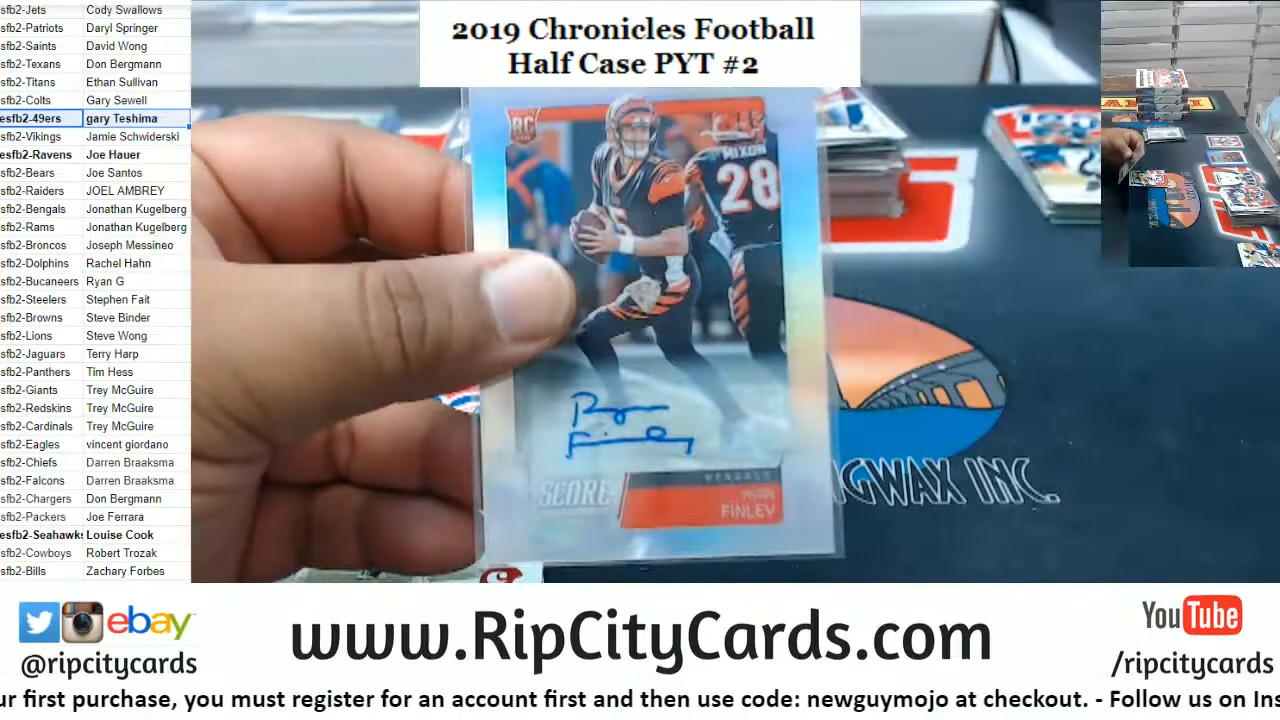 sfb2-Jets Cody Swallows
sfb2-Patriots Daryl Springer
sfb2-Saints David Wong
sfb2-Texans Don Bergmann
sfb2-Titans Ethan Sullivan
sfb2-Colts Gary Sewell
esfb2-49ers gary Teshima
sfb2-Vikings Jamie Schwiderski
esfb2-Ravens Joe Hauer
sfb2-Bears Joe Santos
sfb2-Raiders JOEL AMBREY
sfb2-Bengals Jonathan Kugelberg
sfb2-Rams Jonathan Kugelberg
sfb2-Broncos Joseph Messineo
sfb2-Dolphins Rachel Hahn
sfb2-Bucaneers Ryan G
sfb2-Steelers Stephen Fait
sfb2-Browns Steve Binder
sfb2-Lions Steve Wong
sfb2-Jaguars Terry Harp
sfb2-Panthers Tim Hess
sfb2-Giants Trey McGuire
sfb2-Redskins Trey McGuire
sfb2-Cardinals Trey McGuire
sfb2-Eagles vincent giordano
sfb2-Chiefs Darren Braaksma
sfb2-Falcons Darren Braaksma
sfb2-Chargers Don Bergmann
sfb2-Packers Joe Ferrara
esfb2-Seahawks Louise Cook
sfb2-Cowboys Robert Trozak
sfb2-Bills Zachary Forbes
2019 Chronicles Football
Half Case PYT #2
RC
MIXON
28
Ryan
Finley
SCORE
BENGALS
RYAN
FINLEY
GWAX INC.
ebay
@ripcitycards
www.RipCityCards.com
YouTube
/ripcitycards
ur first purchase, you must register for an account first and then use code: newguymojo at checkout. - Follow us on Ins